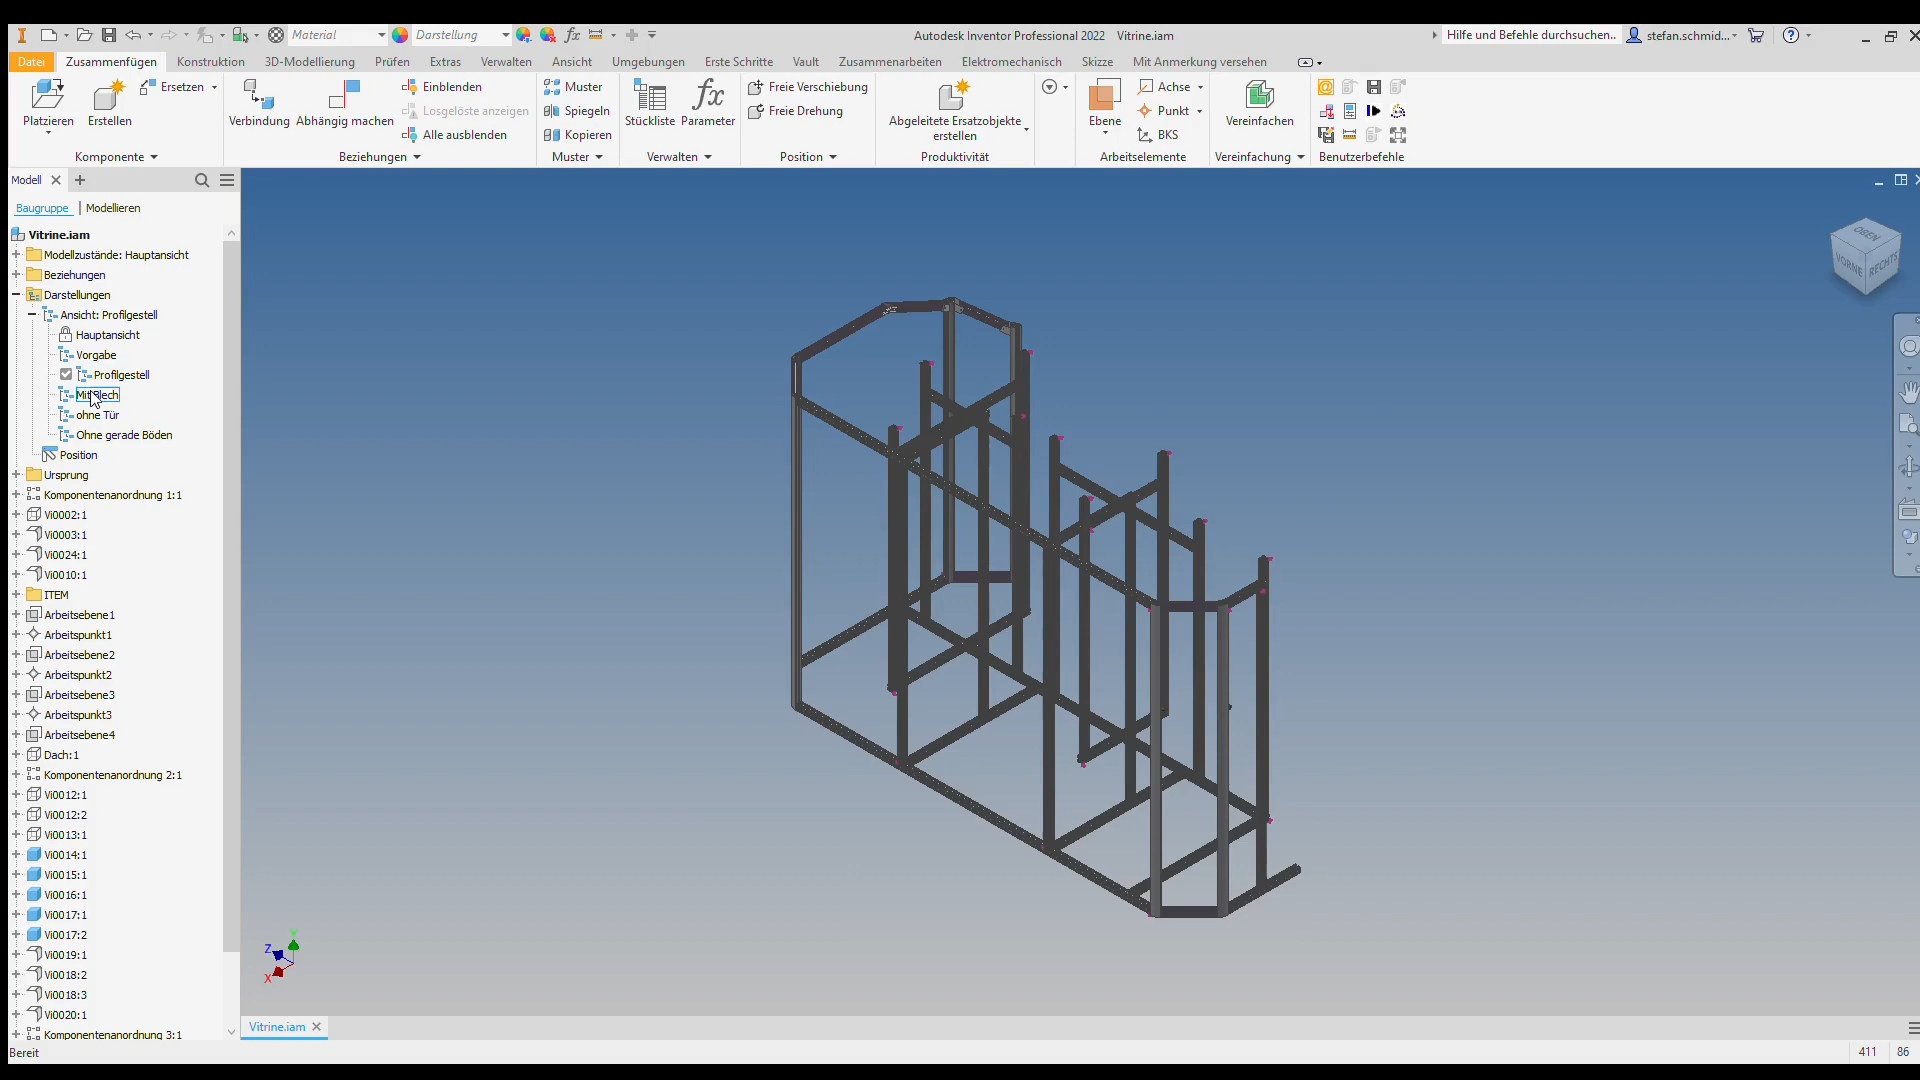 Material
Darstellung
Autodesk Inventor Professional 2022 Vitrine.iam
Hilfe und Befehle durchsuchen..
stefan.schmid...
Datei Zusammenfügen Konstruktion 3D-Modellierung Prüfen Extras Verwalten Ansicht Umgebungen Erste Schritte Vault Zusammenarbeiten Elektromechanisch Skizze Mit Anmerkung versehen
Platzieren
Erstellen
Ersetzen
Komponente
Verbindung
Abhängig machen
Einblenden
Losgelöste anzeigen
Alle ausblenden
Beziehungen
Muster
Spiegeln
Kopieren
Muster
Stückliste
Parameter
Verwalten
Freie Verschiebung
Freie Drehung
Position
Abgeleitete Ersatzobjekte
erstellen
Produktivität
Ebene
Achse
Punkt
BKS
Arbeitselemente
Vereinfachen
Vereinfachung
Benutzerbefehle
Modell
Baugruppe
Modellieren
Vitrine.iam
Modellzustände: Hauptansicht
Beziehungen
Darstellungen
Ansicht: Profilgestell
Hauptansicht
Vorgabe
Profilgestell
ohne Tür
Ohne gerade Böden
Position
Ursprung
Komponentenanordnung 1:1
Vi0002:1
Vi0003:1
Vi0024:1
Vi0010:1
ITEM
Arbeitsebene1
Arbeitspunkt1
Arbeitsebene2
Arbeitspunkt2
Arbeitsebene3
Arbeitspunkt3
Arbeitsebene4
Dach:1
Komponentenanordnung 2:1
Vi0012:1
Vi0012:2
Vi0013:1
Vi0014:1
Vi0015:1
Vi0016:1
Vi0017:1
Vi0017:2
Vi0019:1
Vi0018:2
Vi0018:3
Vi0020:1
Komponentenanordnung 3:1
OBEN
VORNE
RECHTS
Y
Z
X
Vitrine.iam
Bereit
411 86